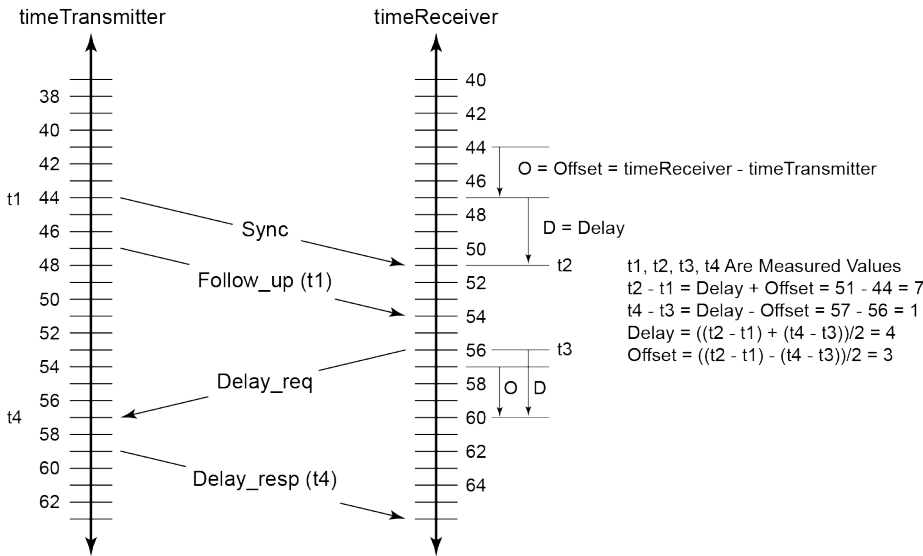 timeTransmitter
timeReceiver
38
40
42
t1
44
46
48
50
52
54
56
t4
58
60
62
40
42
44
46
48
50
52
54
56
58
60
62
64
O = Offset = timeReceiver - timeTransmitter
D = Delay
t2
t3
O
D
Sync
Follow_up (t1)
Delay_req
Delay_resp (t4)
t1, t2, t3, t4 Are Measured Values
t2 - t1 = Delay + Offset = 51 - 44 = 7
t4 - t3 = Delay - Offset = 57 - 56 = 1
Delay = ((t2 - t1) + (t4 - t3))/2 = 4
Offset = ((t2 - t1) - (t4 - t3))/2 = 3